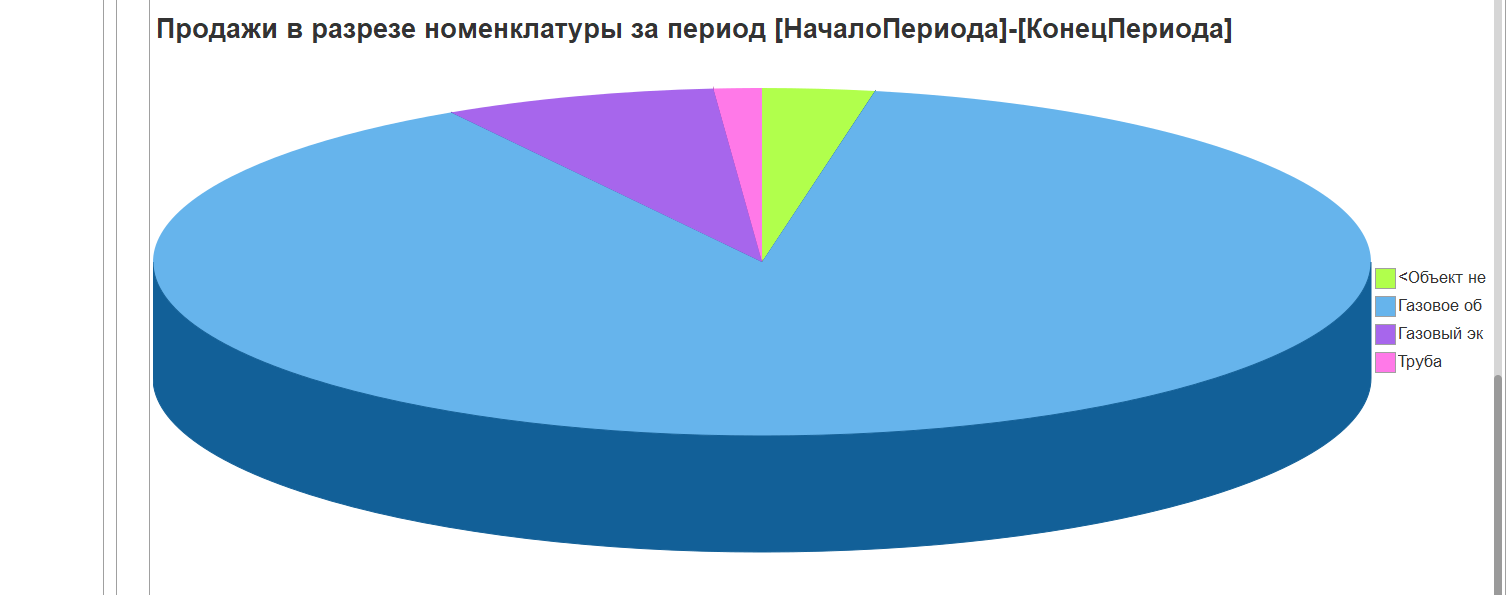 Продажи в разрезе номенклатуры за период [НачалоПериода]-[КонецПериода]
<Объект не
Газовое об
Газовый эк
Труба